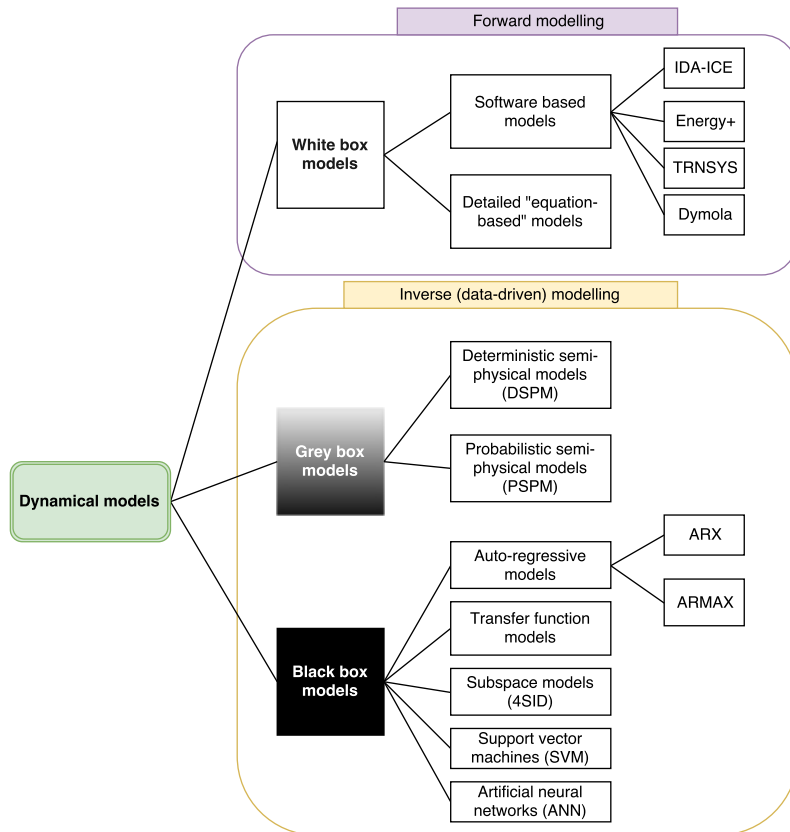 Forward modelling
IDA-ICE
Software based
models
Energy+
White box
models
TRNSYS
Detailed "equation-
based" models
Dymola
Inverse (data-driven) modelling
Deterministic semi-
physical models
(DSPM)
Grey box
models
Probabilistic semi-
physical models
(PSPM)
Dynamical models
Auto-regressive
models
ARX
ARMAX
Transfer function
models
Black box
models
Subspace models
(4SID)
Support vector
machines (SVM)
Artificial neural
networks (ANN)